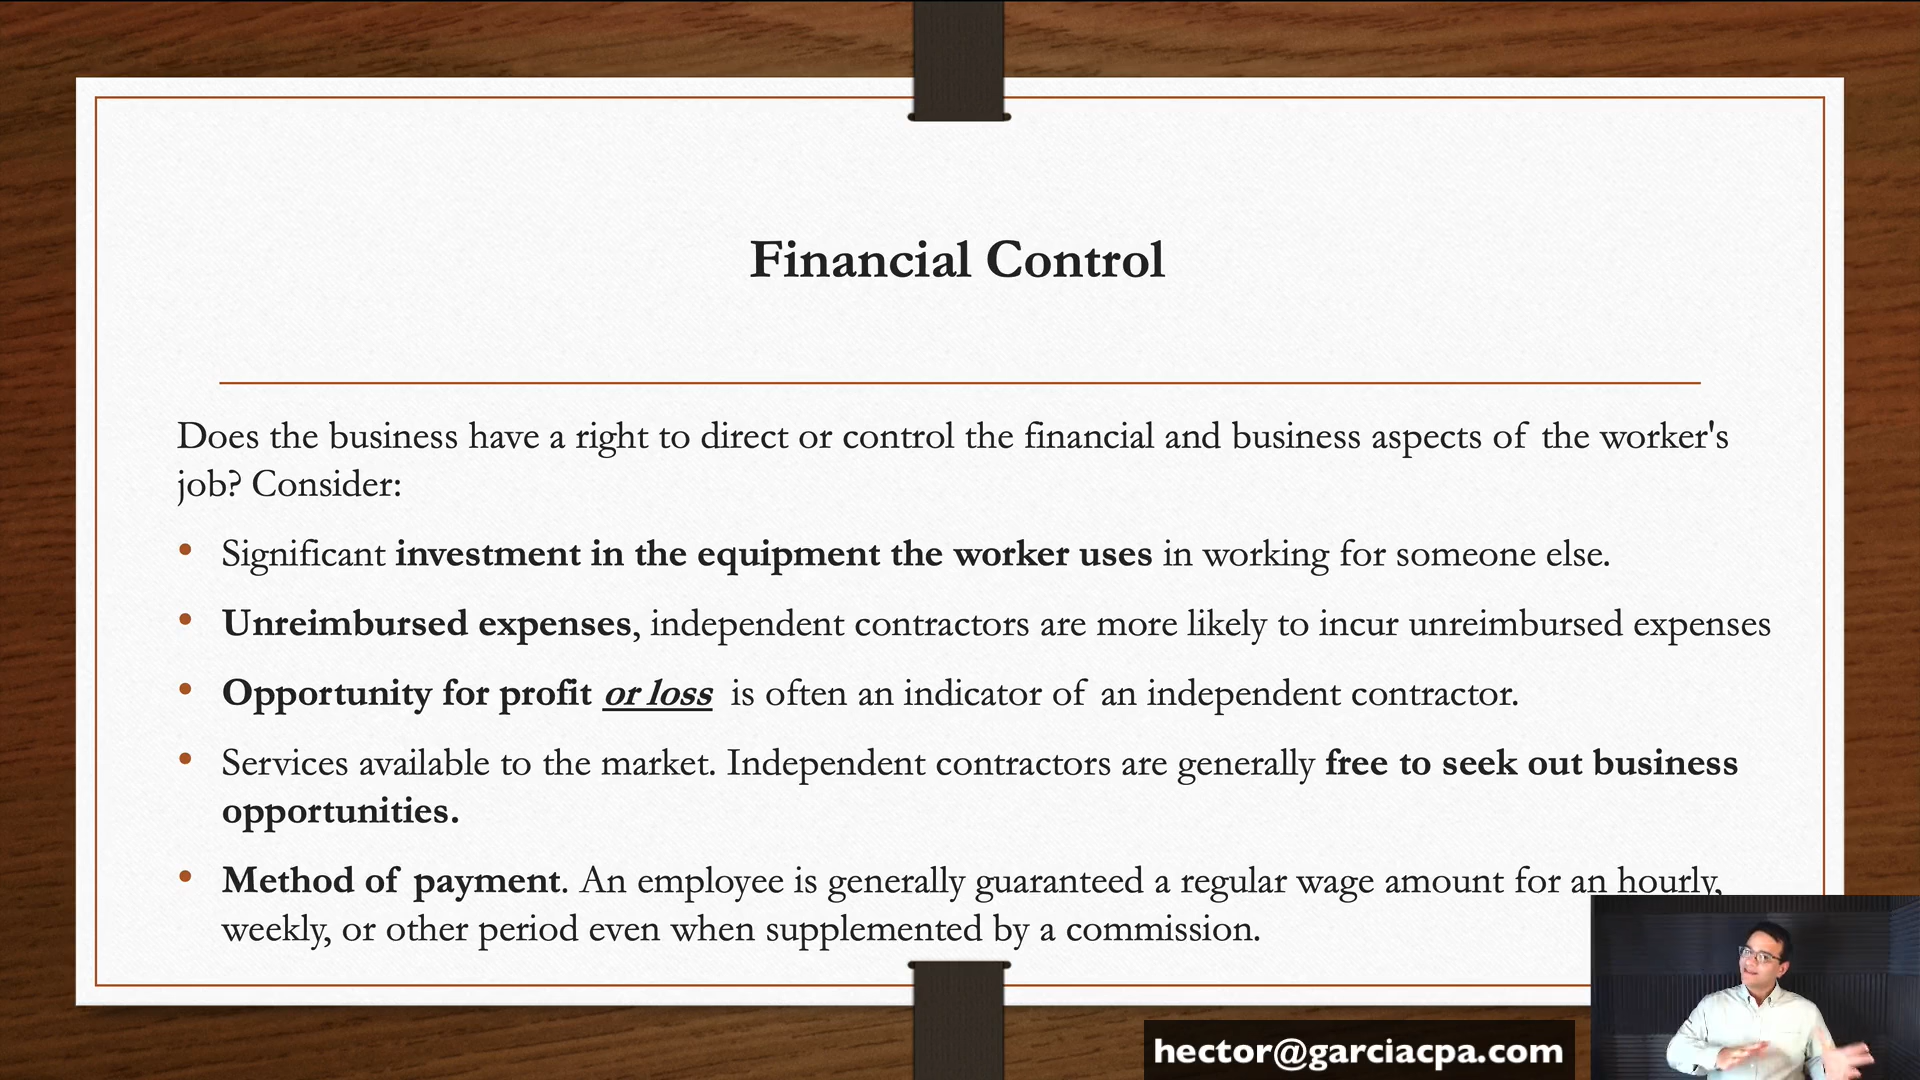 Financial Control
Does the business have a right to direct or control the financial and business aspects of the worker's
job? Consider:
• Significant investment in the equipment the worker uses in working for someone else.
• Unreimbursed expenses, independent contractors are more likely to incur unreimbursed expenses
• Opportunity for profit or loss is often an indicator of an independent contractor.
• Services available to the market. Independent contractors are generally free to seek out business
opportunities.
• Method of payment. An employee is generally guaranteed a regular wage amount for an hourly,
weekly, or other period even when supplemented by a commission.
hector@garciacpa.com